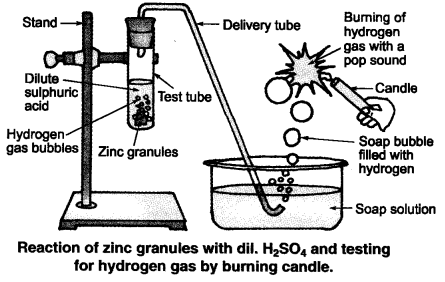 Stand
Delivery tube
Burning of
hydrogen
gas with a
pop sound
Dilute
sulphuric
acid
Test tube
Candle
Hydrogen
gas bubbles
Zinc granules
Soap bubble
filled with
hydrogen
Soap solution
Reaction of zinc granules with dil. H₂SO₄ and testing
for hydrogen gas by burning candle.